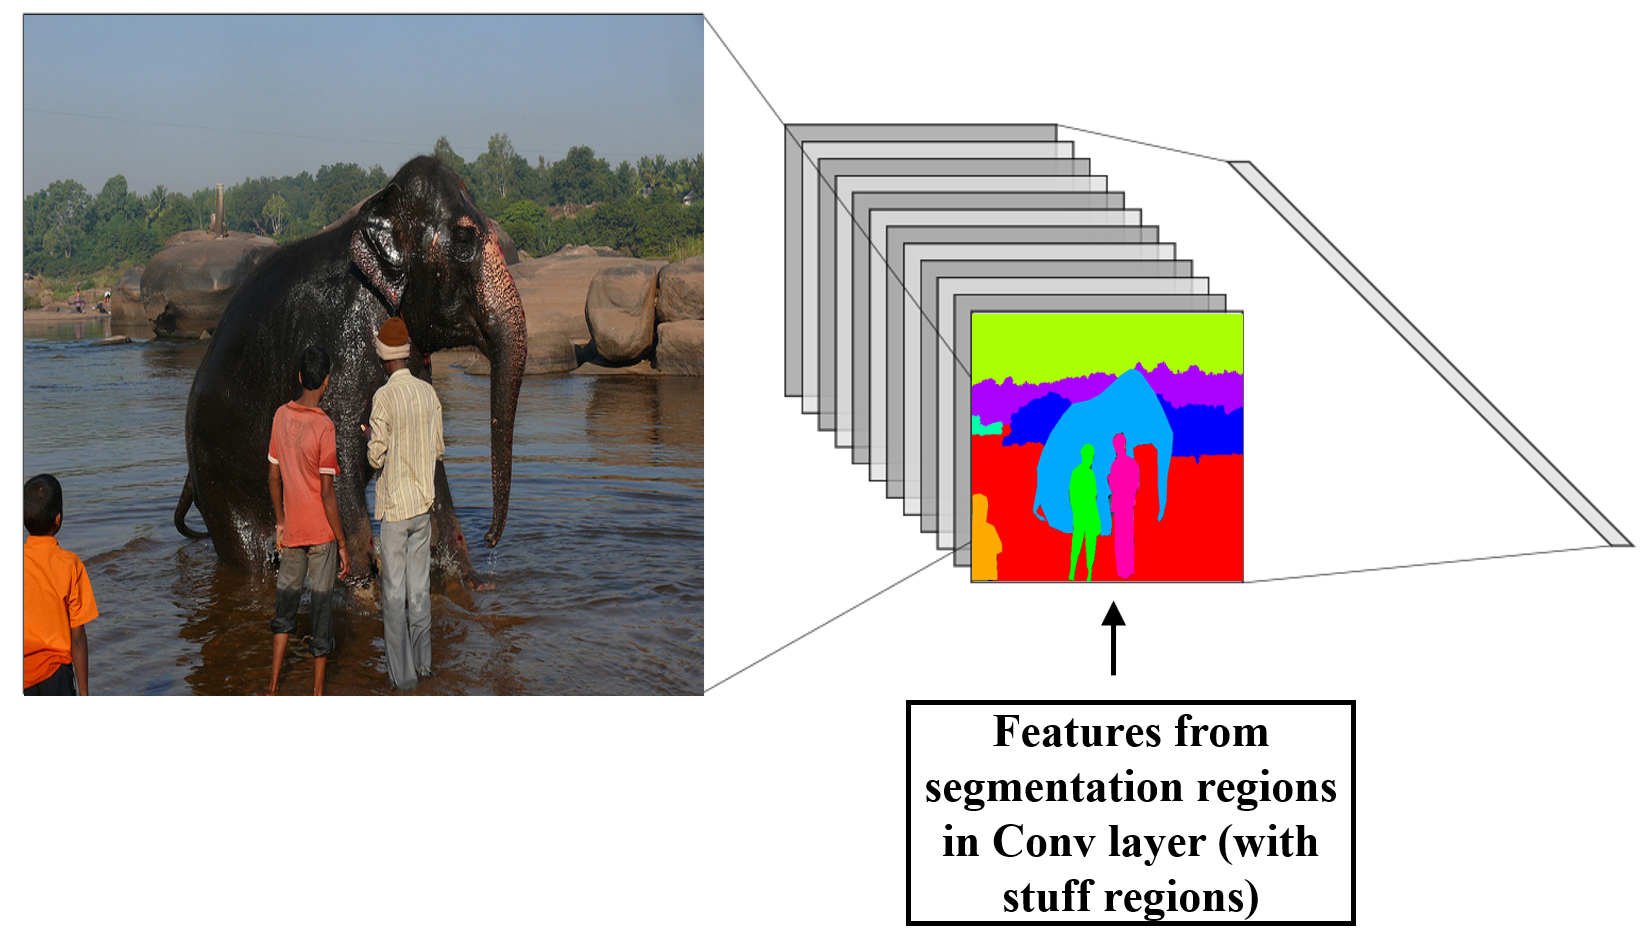 Features from
segmentation regions
in Conv layer (with
stuff regions)